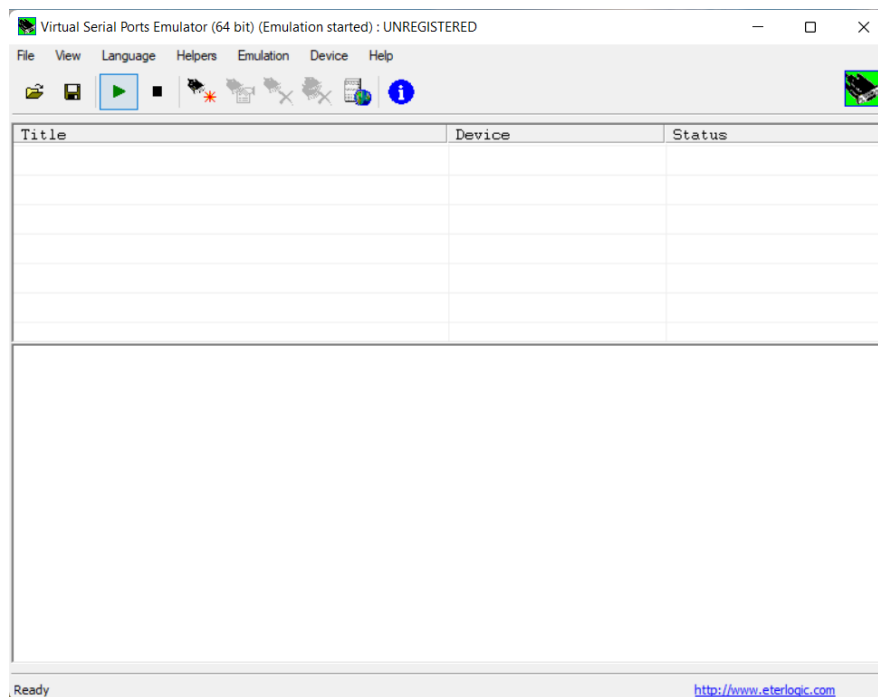 Virtual Serial Ports Emulator (64 bit) (Emulation started) : UNREGISTERED
File View Language Helpers Emulation Device Help
Title Device Status
Ready http://www.eterlogic.com